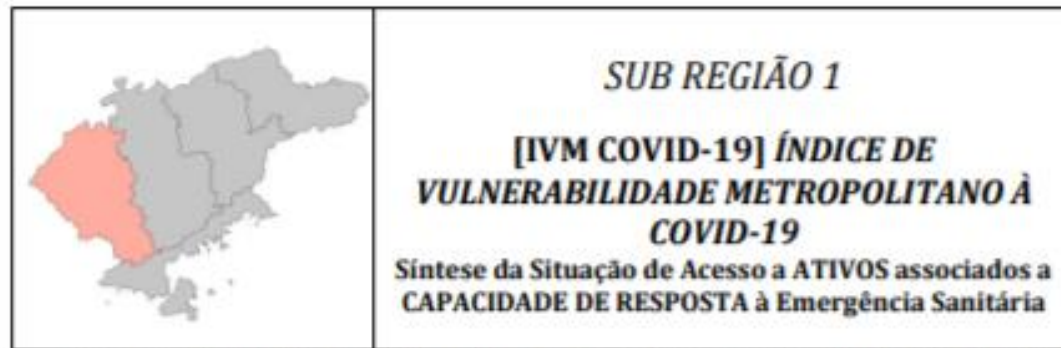 SUB REGIÃO 1
[IVM COVID-19] ÍNDICE DE
VULNERABILIDADE METROPOLITANO À
COVID-19
Síntese da Situação de Acesso a ATIVOS associados a
CAPACIDADE DE RESPOSTA à Emergência Sanitária